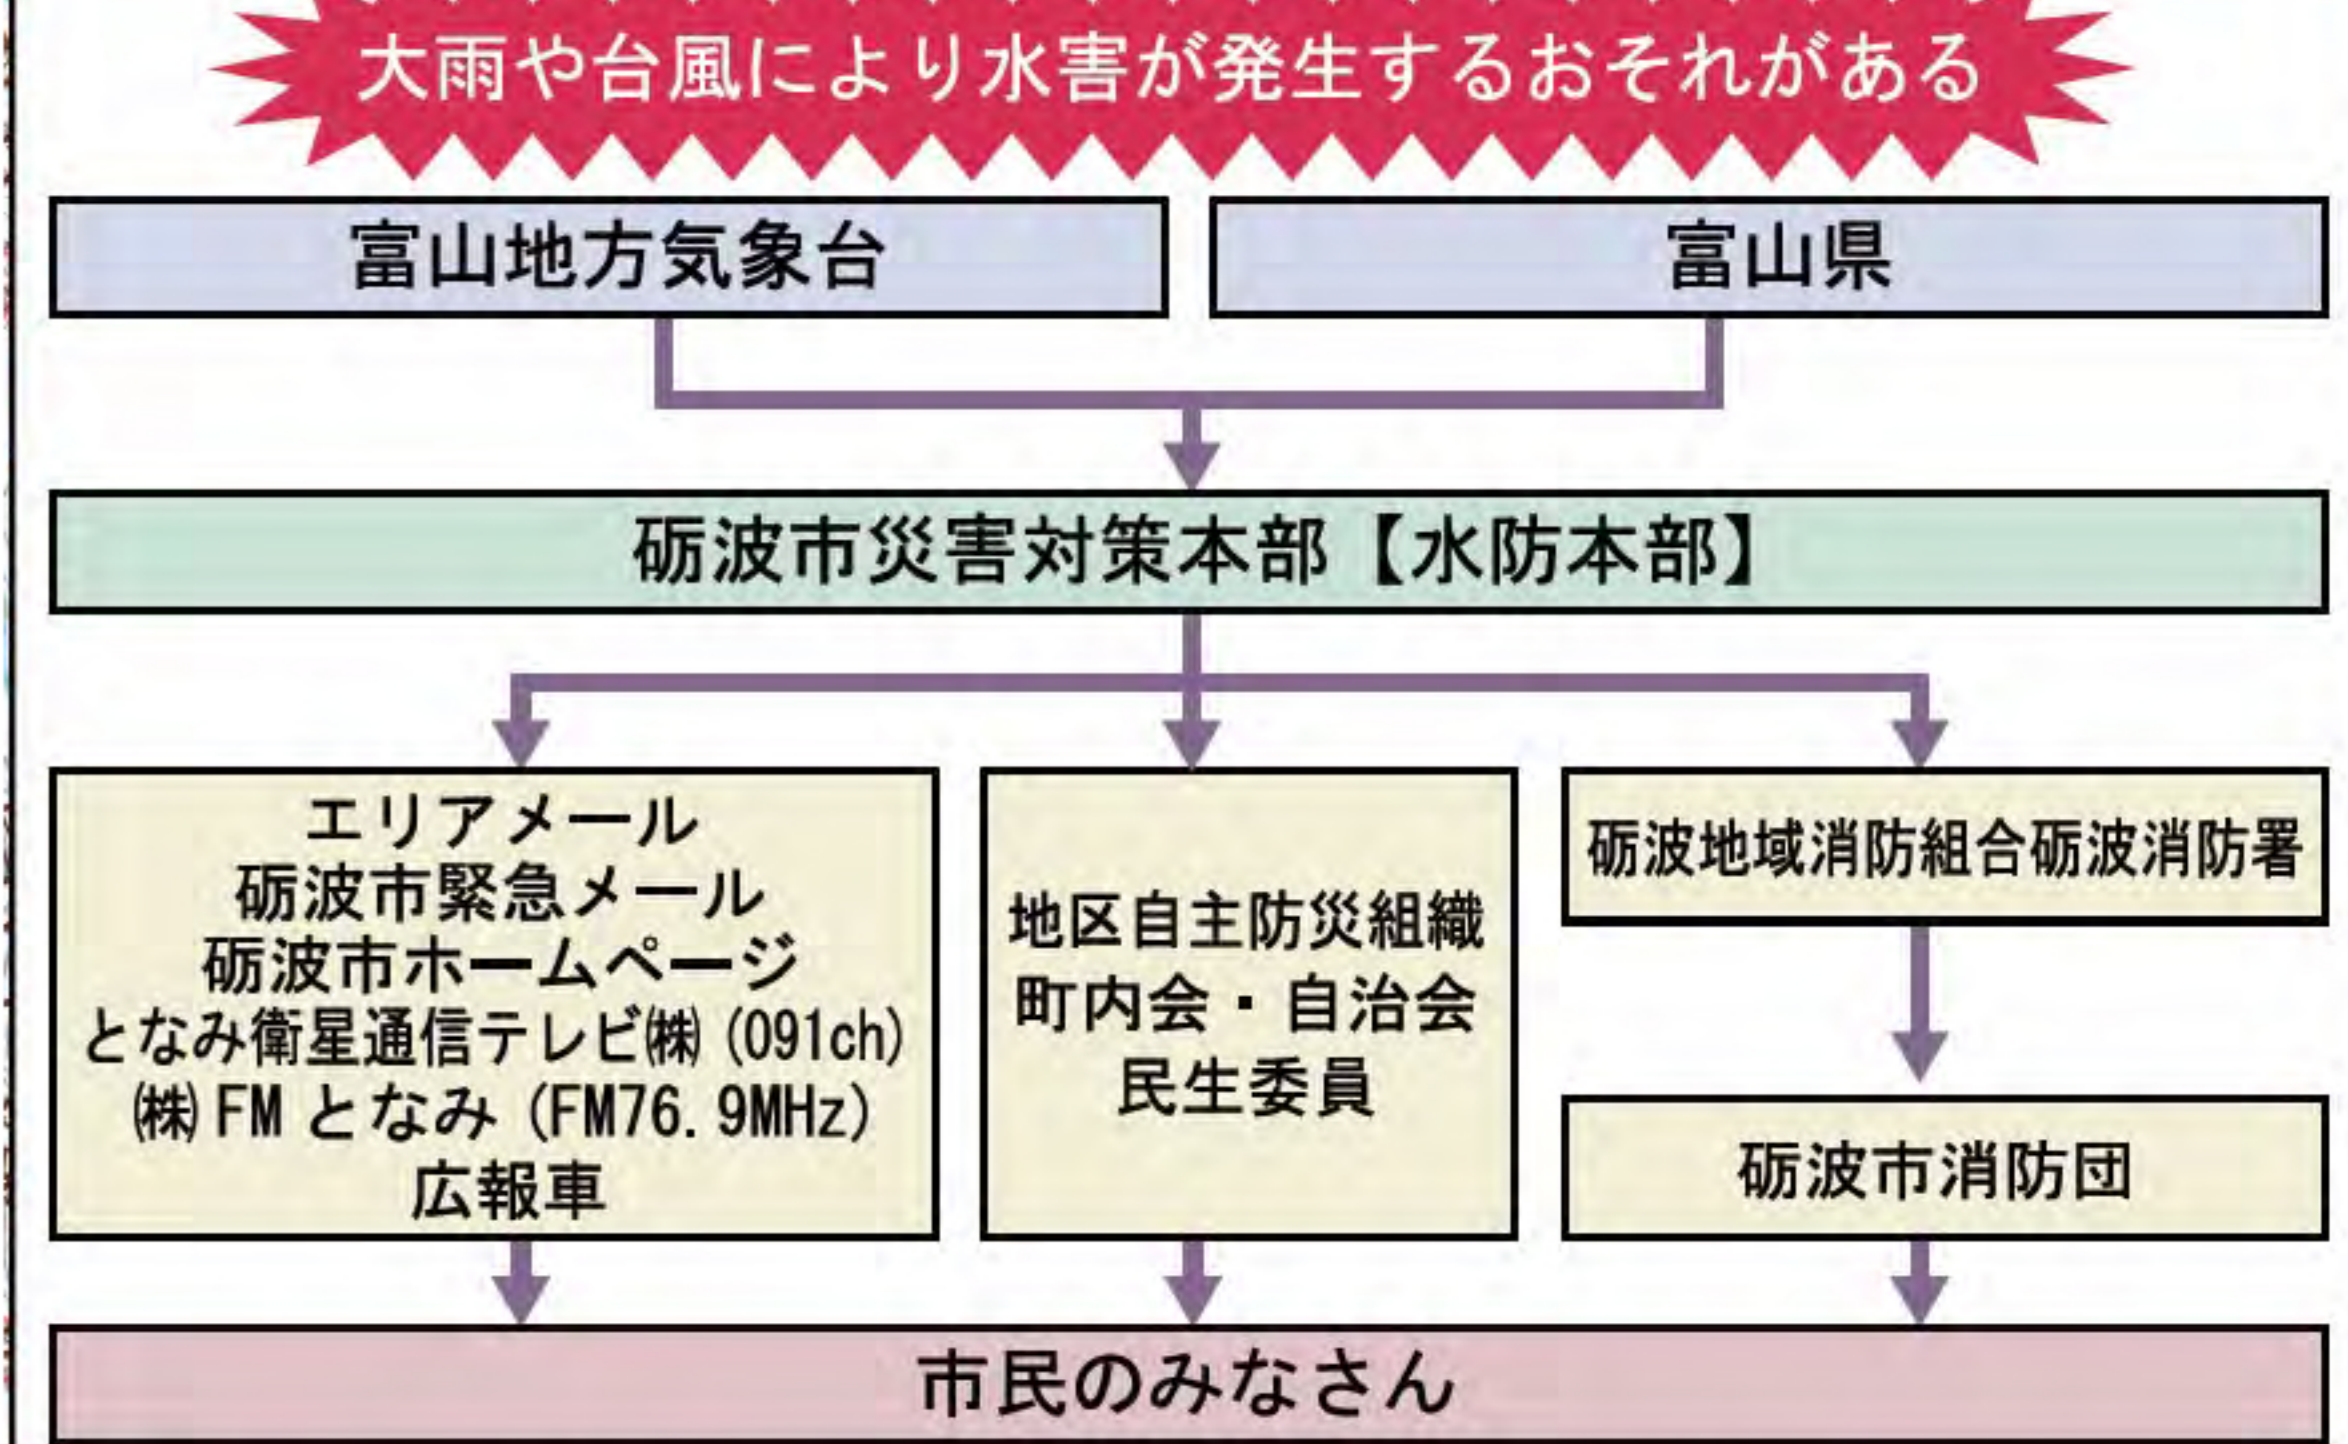 大雨や台風により水害が発生するおそれがある
富山地方気象台
富山県
砺波市災害対策本部【水防本部】
エリアメール
砺波市緊急メール
砺波市ホームページ
となみ衛星通信テレビ㈱(091ch)
㈱FMとなみ(FM76.9MHz)
広報車
地区自主防災組織
町内会・自治会
民生委員
砺波地域消防組合砺波消防署
砺波市消防団
市民のみなさん